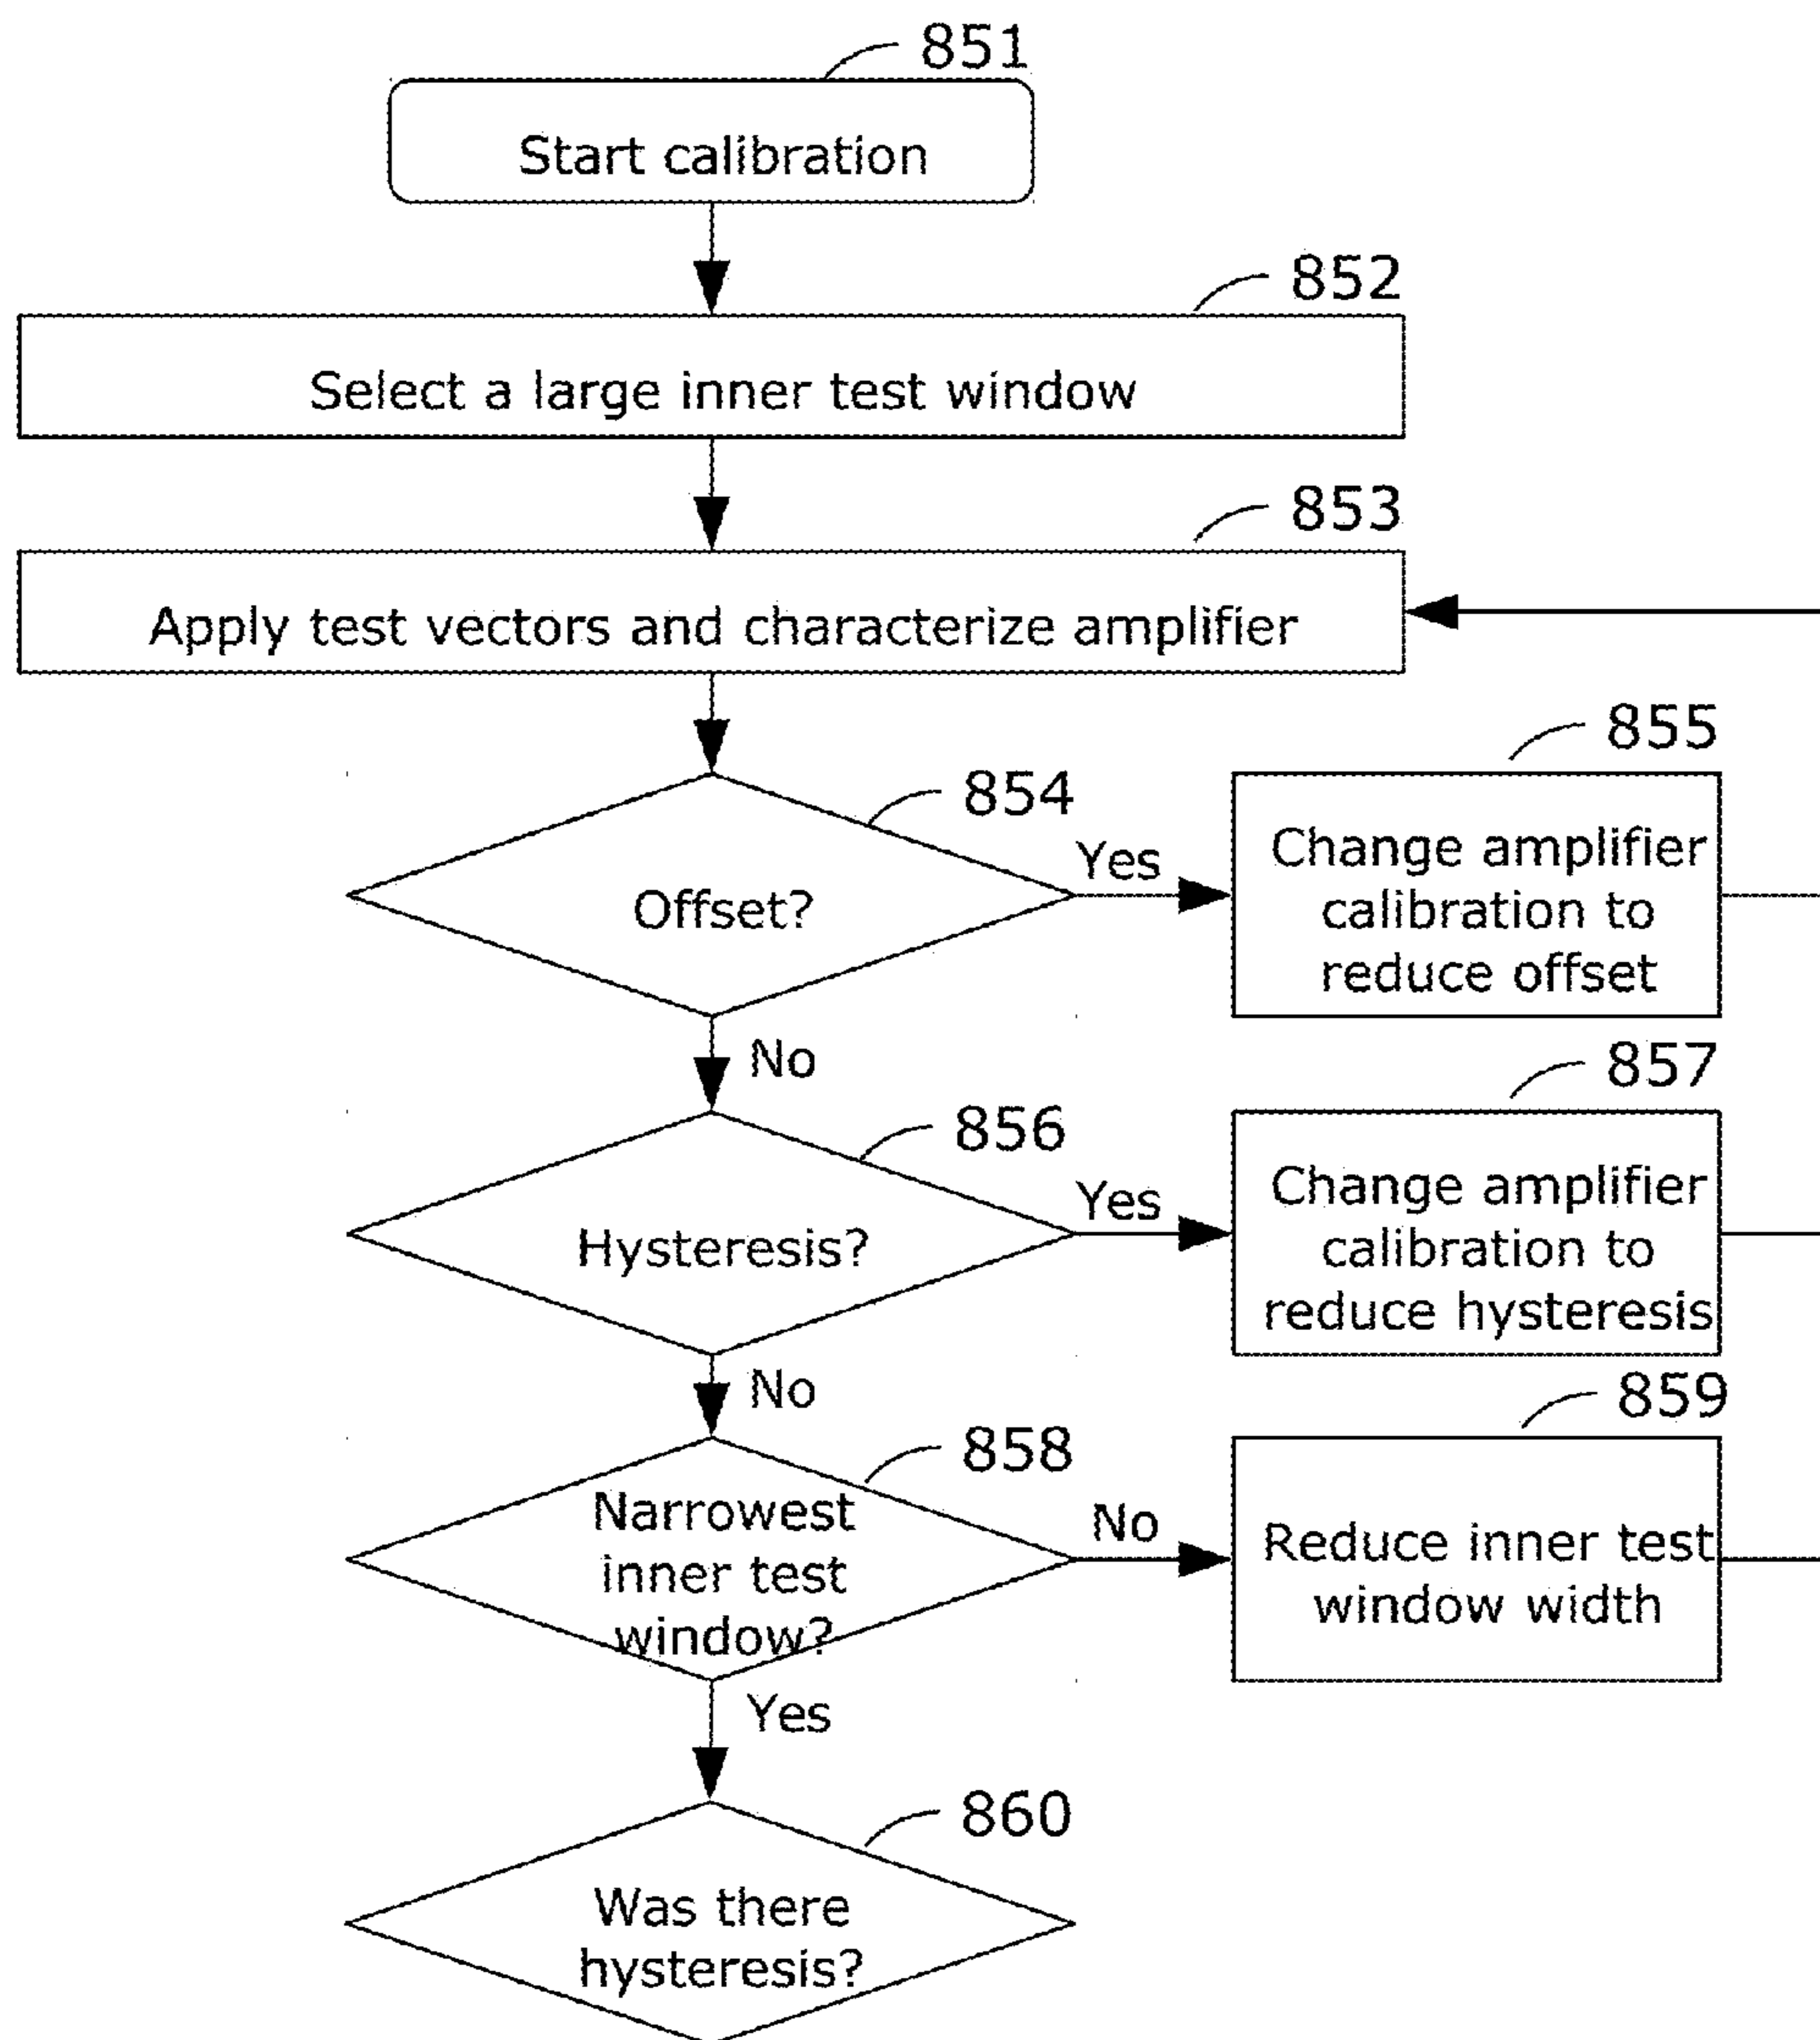 851
Start calibration
852
Select a large inner test window
853
Apply test vectors and characterize amplifier
854
Offset?
Yes
855
Change amplifier
calibration to
reduce offset
No
856
Hysteresis?
Yes
857
Change amplifier
calibration to
reduce hysteresis
No
858
Narrowest
inner test
window?
No
859
Reduce inner test
window width
Yes
860
Was there
hysteresis?